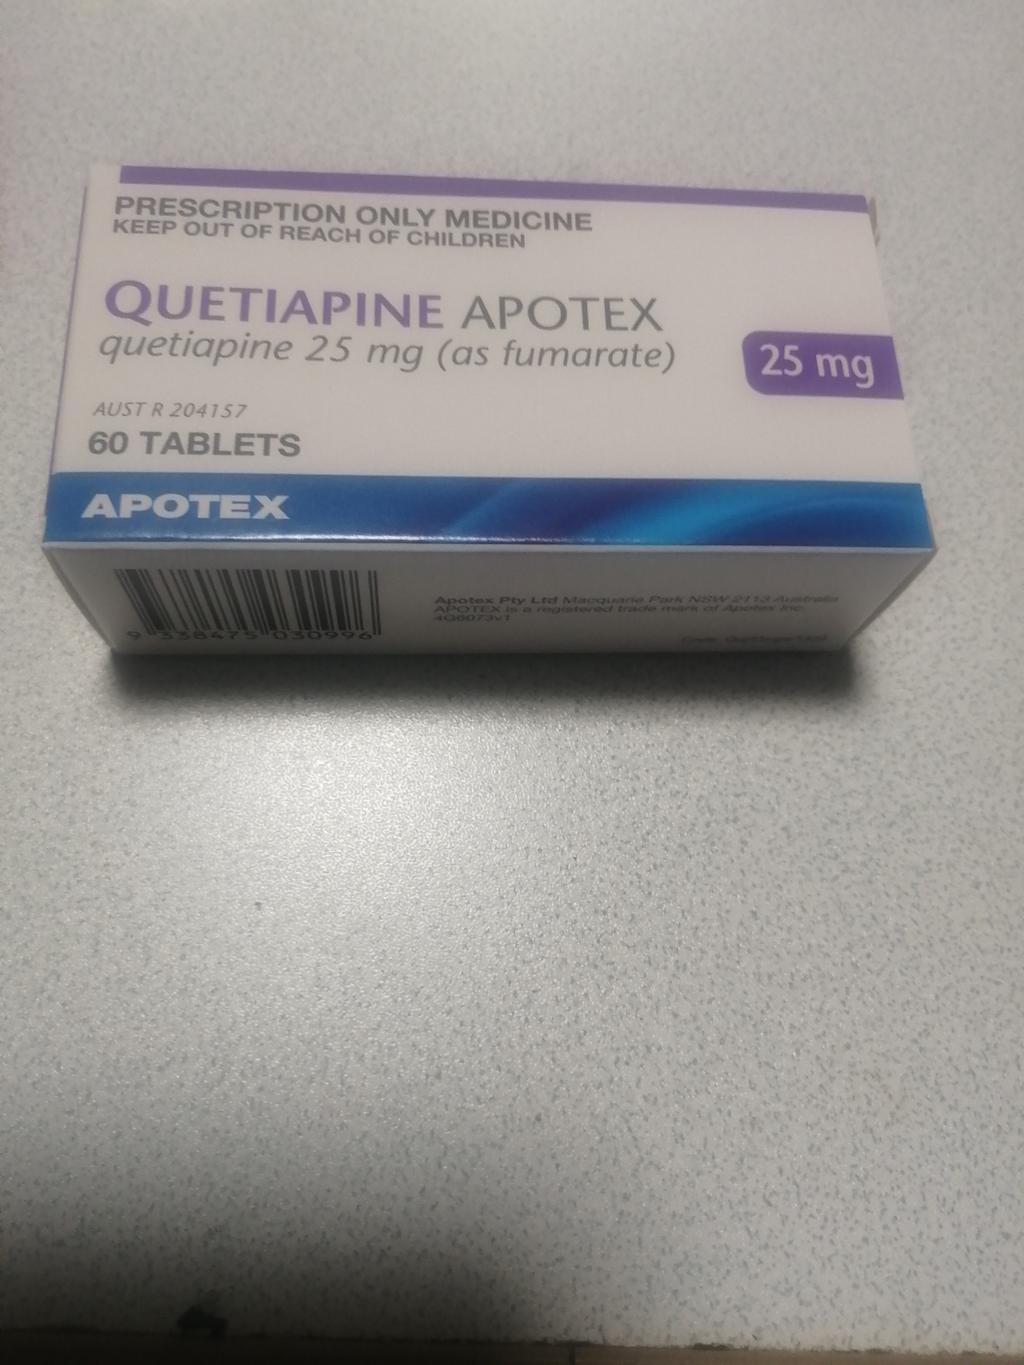 PRESCRIPTION ONLY MEDICINE
KEEP OUT OF REACH OF CHILDREN
QUETIAPINE APOTEX
quetiapine 25 mg (as fumarate)
25 mg
AUST R 204157
60 TABLETS
APOTEX
Apotex Pty Ltd Macquarie Park NSW 2113 Australia
APOTEX is a registered trade mark of Apotex Inc.
4G6073v1
9 338475 030996